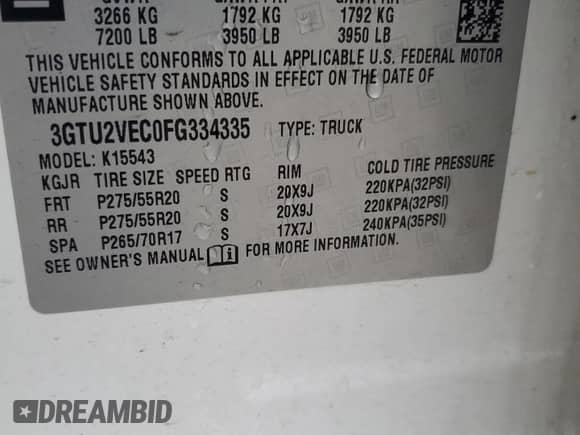 3266 KG 1792 KG 1792 KG
7200 LB 3950 LB 3950 LB
THIS VEHICLE CONFORMS TO ALL APPLICABLE U.S. FEDERAL MOTOR
VEHICLE SAFETY STANDARDS IN EFFECT ON THE DATE OF
MANUFACTURE SHOWN ABOVE.
3GTU2VEC0FG334335 TYPE: TRUCK
MODEL: K15543
KGJR TIRE SIZE SPEED RTG RIM COLD TIRE PRESSURE
FRT P275/55R20 S 20X9J 220KPA(32PSI)
RR P275/55R20 S 20X9J 220KPA(32PSI)
SPA P265/70R17 S 17X7J 240KPA(35PSI)
SEE OWNER'S MANUAL i FOR MORE INFORMATION.
DREAMBID